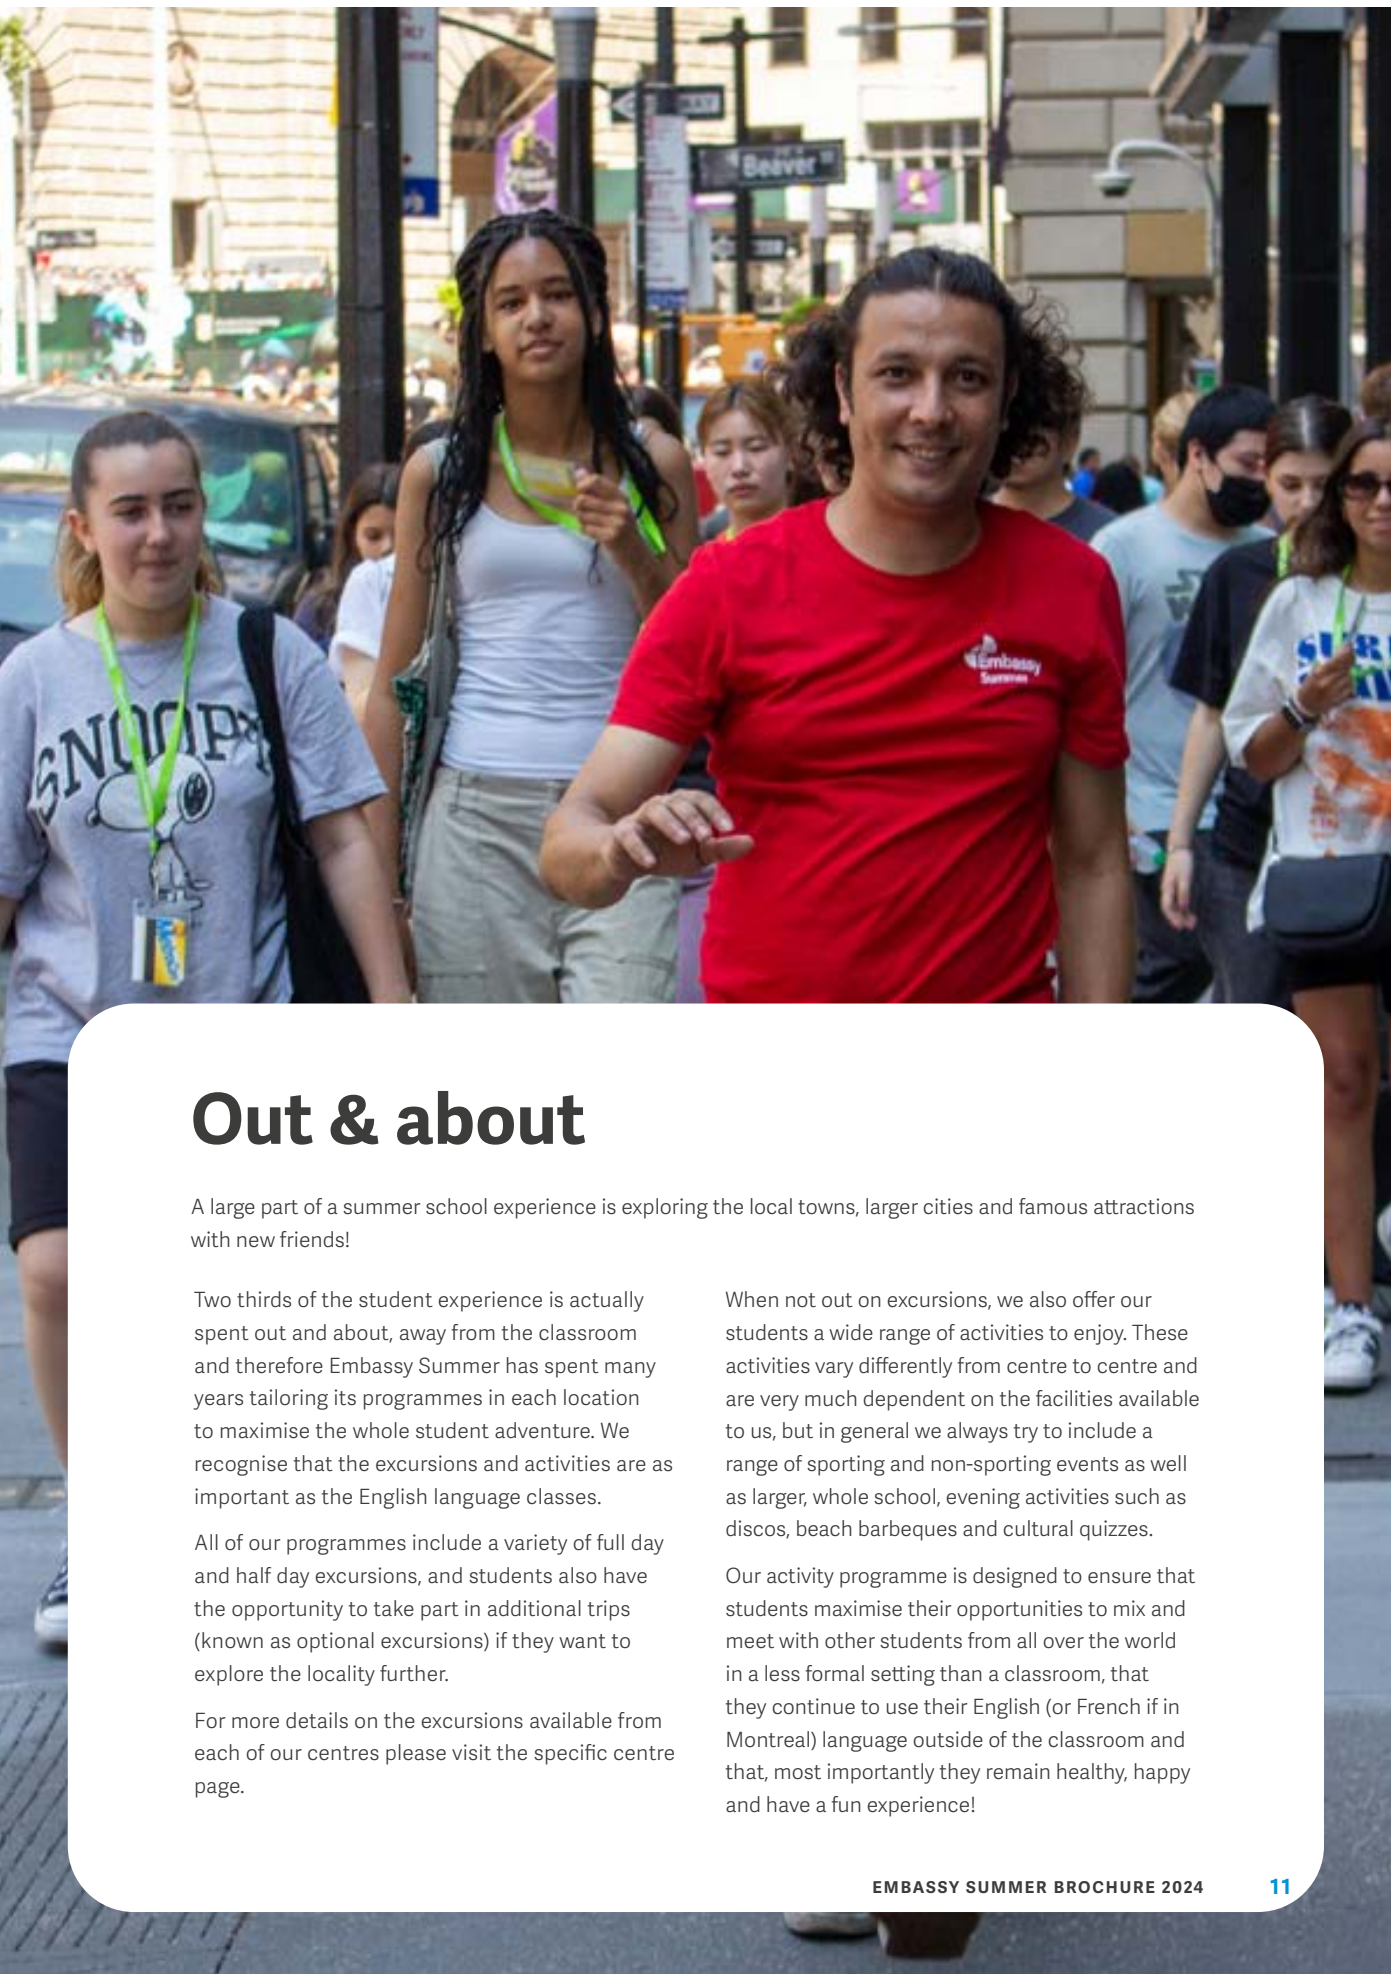 Beaver
SNOOPY
Embassy
Summer
Out & about
A large part of a summer school experience is exploring the local towns, larger cities and famous attractions
with new friends!
Two thirds of the student experience is actually
spent out and about, away from the classroom
and therefore Embassy Summer has spent many
years tailoring its programmes in each location
to maximise the whole student adventure. We
recognise that the excursions and activities are as
important as the English language classes.
All of our programmes include a variety of full day
and half day excursions, and students also have
the opportunity to take part in additional trips
(known as optional excursions) if they want to
explore the locality further.
For more details on the excursions available from
each of our centres please visit the specific centre
page.
When not out on excursions, we also offer our
students a wide range of activities to enjoy. These
activities vary differently from centre to centre and
are very much dependent on the facilities available
to us, but in general we always try to include a
range of sporting and non-sporting events as well
as larger, whole school, evening activities such as
discos, beach barbeques and cultural quizzes.
Our activity programme is designed to ensure that
students maximise their opportunities to mix and
meet with other students from all over the world
in a less formal setting than a classroom, that
they continue to use their English (or French if in
Montreal) language outside of the classroom and
that, most importantly they remain healthy, happy
and have a fun experience!
EMBASSY SUMMER BROCHURE 2024 11